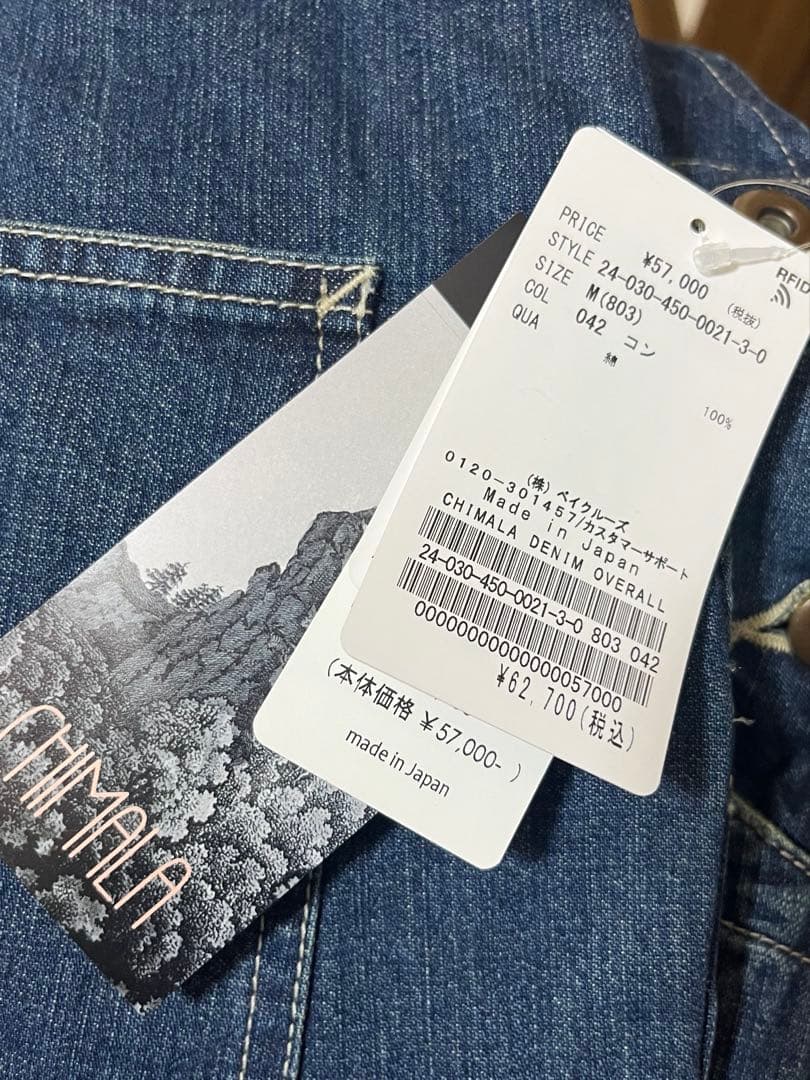 PRICE ¥57,000 (税抜)
STYLE 24-030-450-0021-3-0
SIZE M(803)
COL 042 コン
QUA 綿 100%
RFID
(株) ベイクルーズ
0120-301457/カスタマーサポート
Made in Japan
CHIMALA DENIM OVERALL
24-030-450-0021-3-0 803 042
00000000000000057000
¥62,700(税込)
(本体価格 ¥57,000- )
made in Japan
CHIMALA